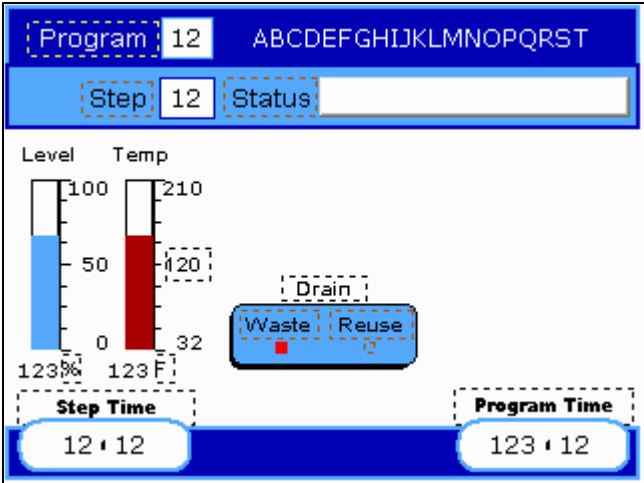 Program 12 ABCDEFGHIJKLMNOPQRST
Step 12 Status
Level Temp
100 210
50 120
Drain
Waste Reuse
0 32
123% 123 F
Step Time Program Time
12 : 12 123 : 12